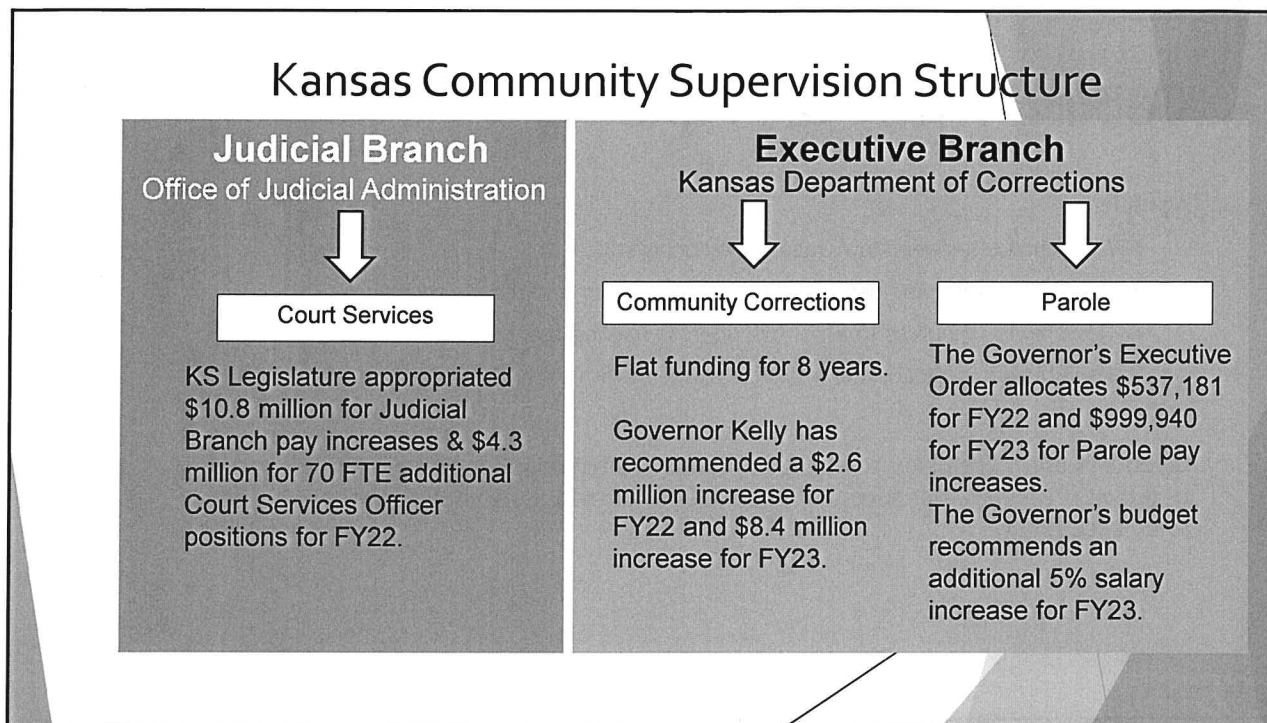 Kansas Community Supervision Structure
Judicial Branch
Office of Judicial Administration
Court Services
KS Legislature appropriated
$10.8 million for Judicial
Branch pay increases & $4.3
million for 70 FTE additional
Court Services Officer
positions for FY22.
Executive Branch
Kansas Department of Corrections
Community Corrections
Flat funding for 8 years.
Governor Kelly has
recommended a $2.6
million increase for
FY22 and $8.4 million
increase for FY23.
Parole
The Governor's Executive
Order allocates $537,181
for FY22 and $999,940
for FY23 for Parole pay
increases.
The Governor's budget
recommends an
additional 5% salary
increase for FY23.